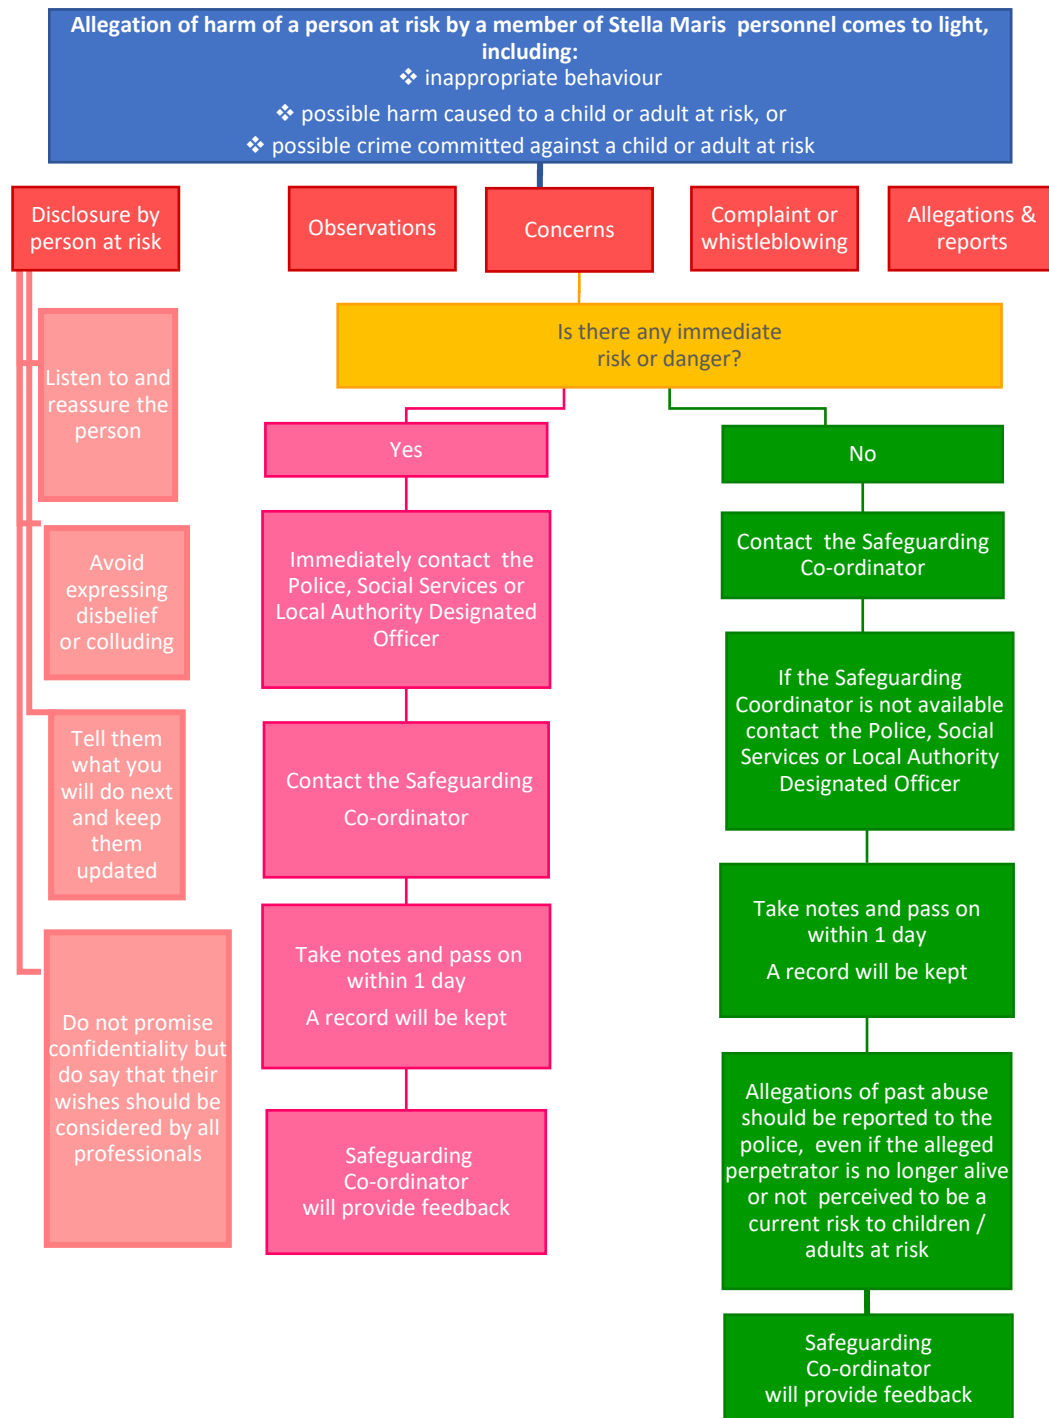 Allegation of harm of a person at risk by a member of Stella Maris personnel comes to light,
including:
❖ inappropriate behaviour
❖ possible harm caused to a child or adult at risk, or
❖ possible crime committed against a child or adult at risk
Disclosure by
person at risk
Observations
Concerns
Complaint or
whistleblowing
Allegations &
reports
Is there any immediate
risk or danger?
Listen to and
reassure the
person
Avoid
expressing
disbelief
or colluding
Tell them
what you
will do next
and keep
them
updated
Do not promise
confidentiality but
do say that their
wishes should be
considered by all
professionals
Yes
Immediately contact the
Police, Social Services or
Local Authority Designated
Officer
Contact the Safeguarding
Co-ordinator
Take notes and pass on
within 1 day
A record will be kept
Safeguarding
Co-ordinator
will provide feedback
No
Contact the Safeguarding
Co-ordinator
If the Safeguarding
Coordinator is not available
contact the Police, Social
Services or Local Authority
Designated Officer
Take notes and pass on
within 1 day
A record will be kept
Allegations of past abuse
should be reported to the
police, even if the alleged
perpetrator is no longer alive
or not perceived to be a
current risk to children /
adults at risk
Safeguarding
Co-ordinator
will provide feedback